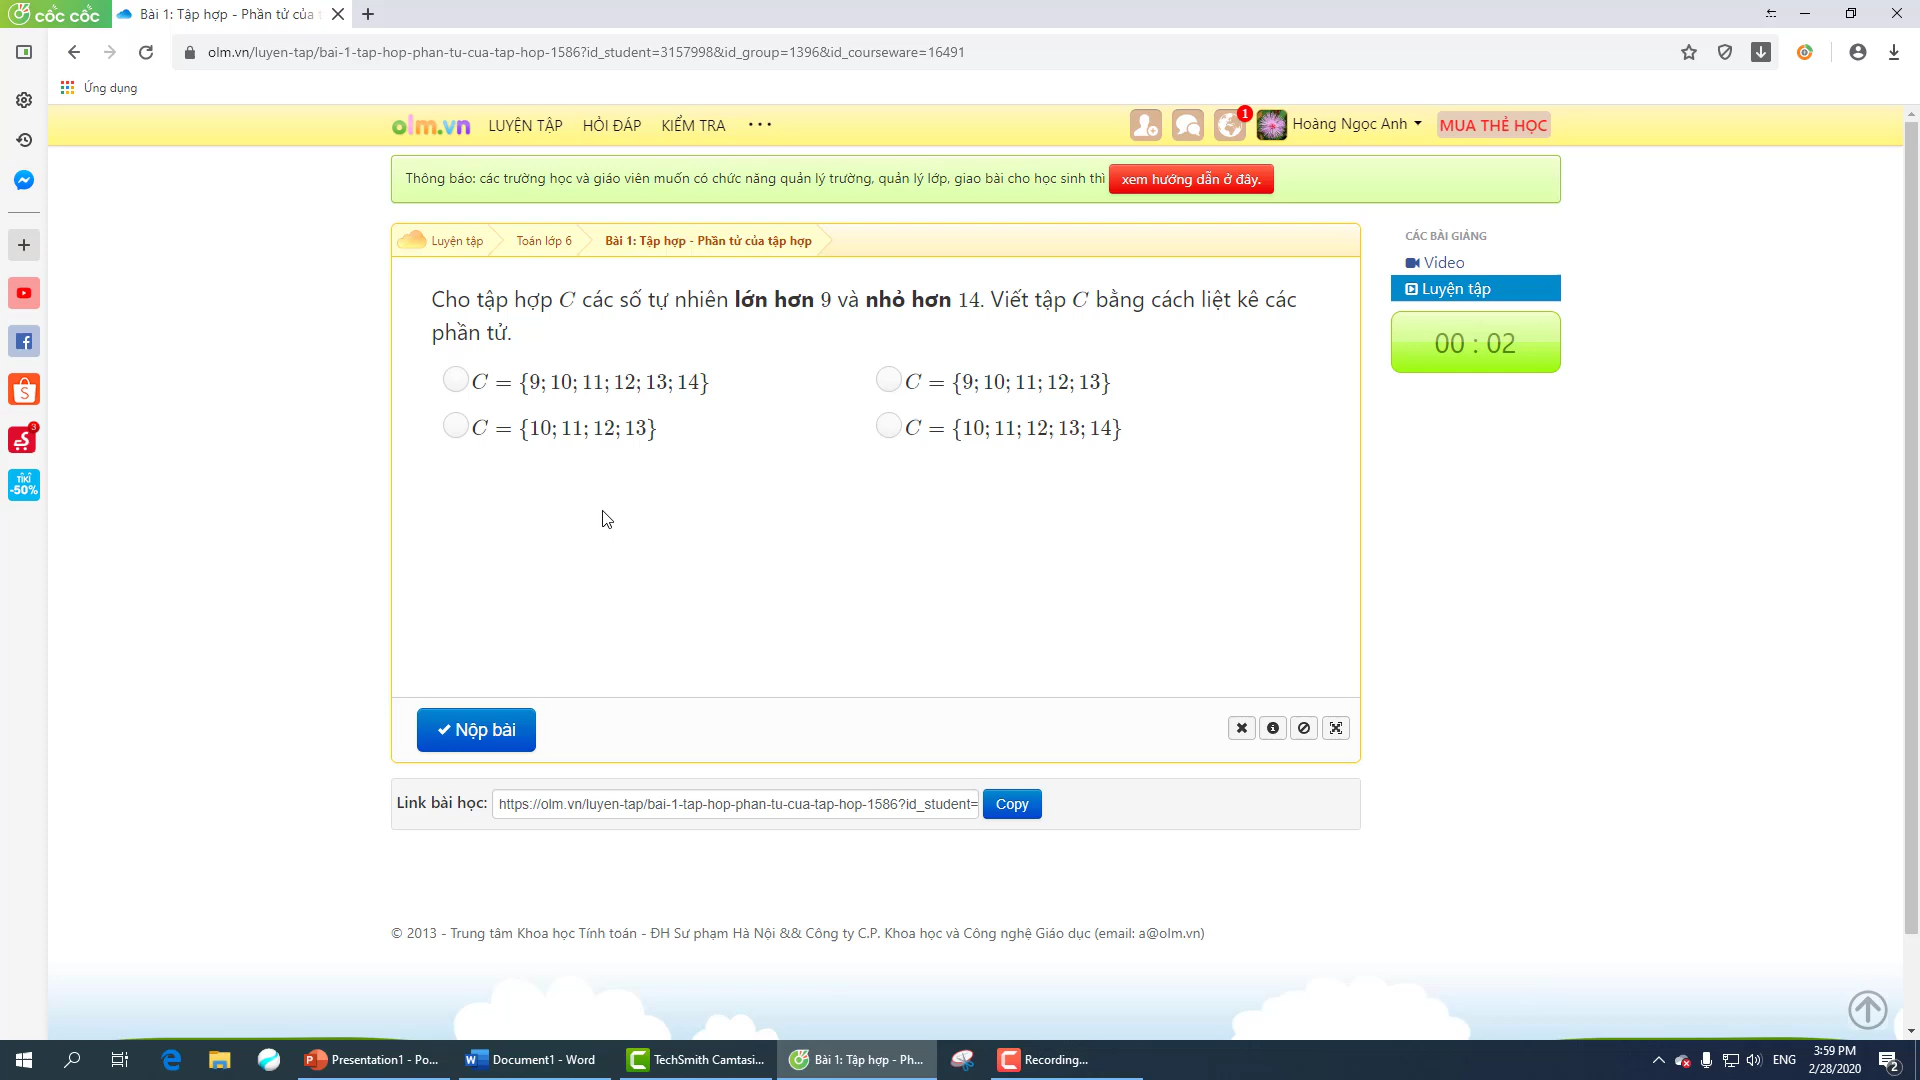 cốc cốc
Bài 1: Tập hợp - Phần tử của t
olm.vn/luyen-tap/bai-1-tap-hop-phan-tu-cua-tap-hop-1586?id_student=3157998&id_group=1396&id_courseware=16491
Ứng dụng
olm.vn LUYỆN TẬP HỎI ĐÁP KIỂM TRA ••• 1 Hoàng Ngọc Anh MUA THẺ HỌC
Thông báo: các trường học và giáo viên muốn có chức năng quản lý trường, quản lý lớp, giao bài cho học sinh thì xem hướng dẫn ở đây.
Luyện tập Toán lớp 6 Bài 1: Tập hợp - Phần tử của tập hợp
CÁC BÀI GIẢNG
Video
Luyện tập
00 : 02
Cho tập hợp C các số tự nhiên lớn hơn 9 và nhỏ hơn 14. Viết tập C bằng cách liệt kê các
phần tử.
C = {9; 10; 11; 12; 13; 14} C = {9; 10; 11; 12; 13}
C = {10; 11; 12; 13} C = {10; 11; 12; 13; 14}
3
TIKI
-50%
Nộp bài
Link bài học: https://olm.vn/luyen-tap/bai-1-tap-hop-phan-tu-cua-tap-hop-1586?id_student= Copy
© 2013 - Trung tâm Khoa học Tính toán - ĐH Sư phạm Hà Nội && Công ty C.P. Khoa học và Công nghệ Giáo dục (email: a@olm.vn)
Presentation1 - Po... Document1 - Word TechSmith Camtasi... Bài 1: Tập hợp - Ph... Recording... ENG 3:59 PM
2/28/2020 2